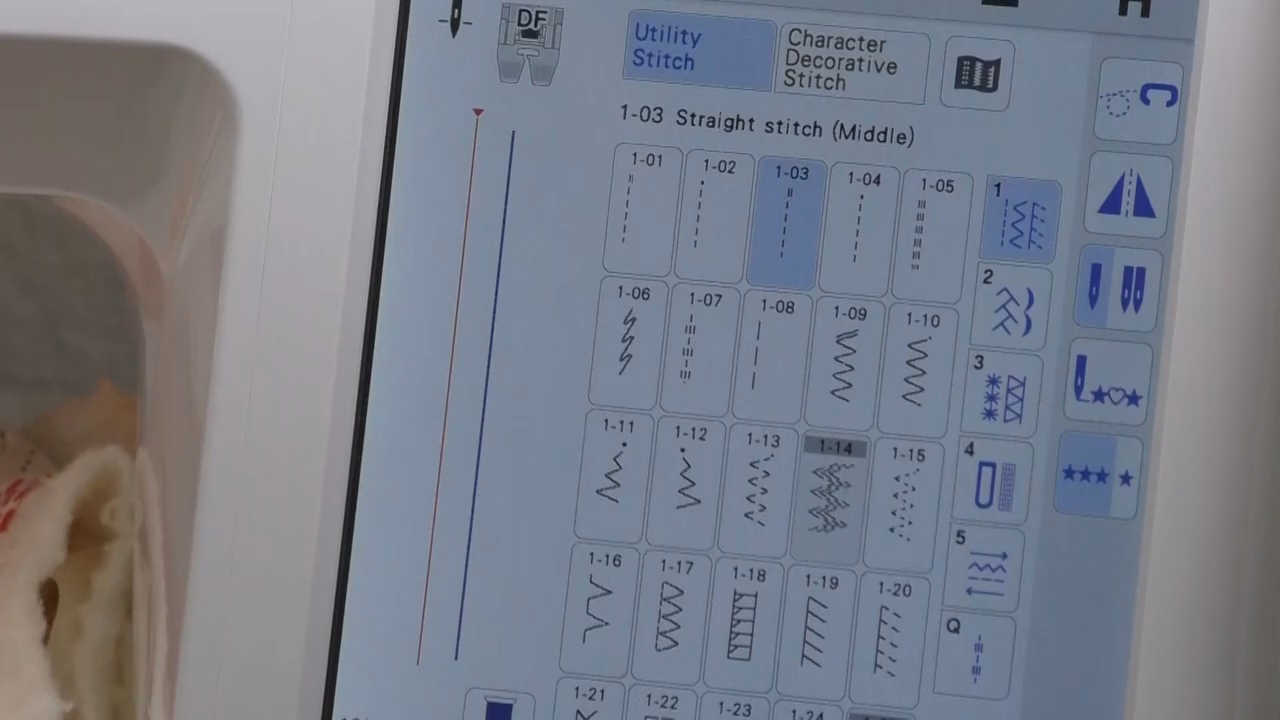 DF
Utility
Stitch
Character
Decorative
Stitch
1-03 Straight stitch (Middle)
1-01 1-02 1-03 1-04 1-05
1
2
1-06 1-07 1-08 1-09 1-10
3
1-11 1-12 1-13 1-14 1-15
4
5
1-16 1-17 1-18 1-19 1-20
Q
1-21 1-22 1-23 1-24